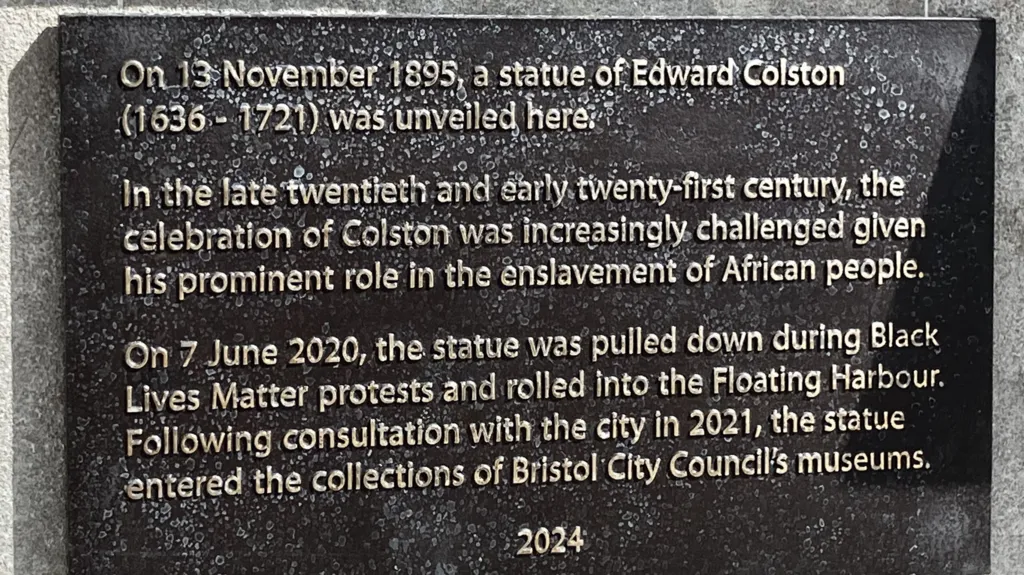 On 13 November 1895, a statue of Edward Colston
(1636 - 1721) was unveiled here.
In the late twentieth and early twenty-first century, the
celebration of Colston was increasingly challenged given
his prominent role in the enslavement of African people.
On 7 June 2020, the statue was pulled down during Black
Lives Matter protests and rolled into the Floating Harbour.
Following consultation with the city in 2021, the statue
entered the collections of Bristol City Council's museums.
2024